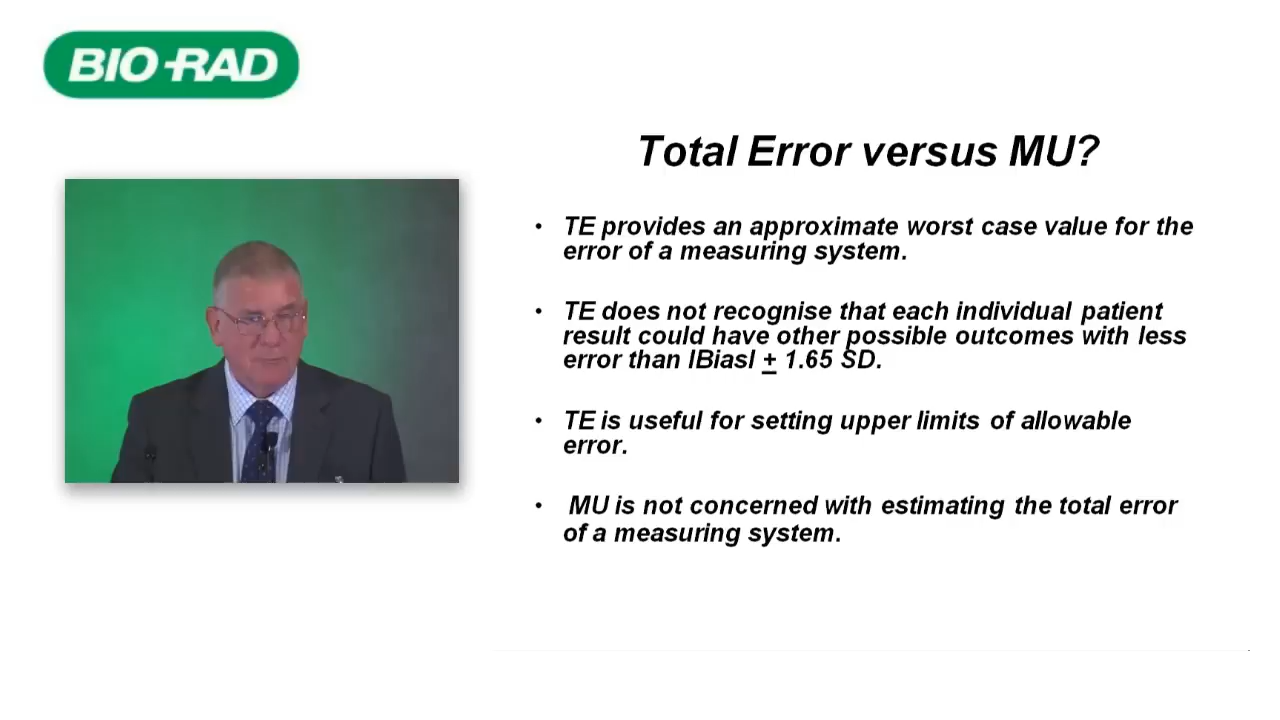 BIO-RAD
Total Error versus MU?
• TE provides an approximate worst case value for the
error of a measuring system.
• TE does not recognise that each individual patient
result could have other possible outcomes with less
error than |Bias| ± 1.65 SD.
• TE is useful for setting upper limits of allowable
error.
• MU is not concerned with estimating the total error
of a measuring system.